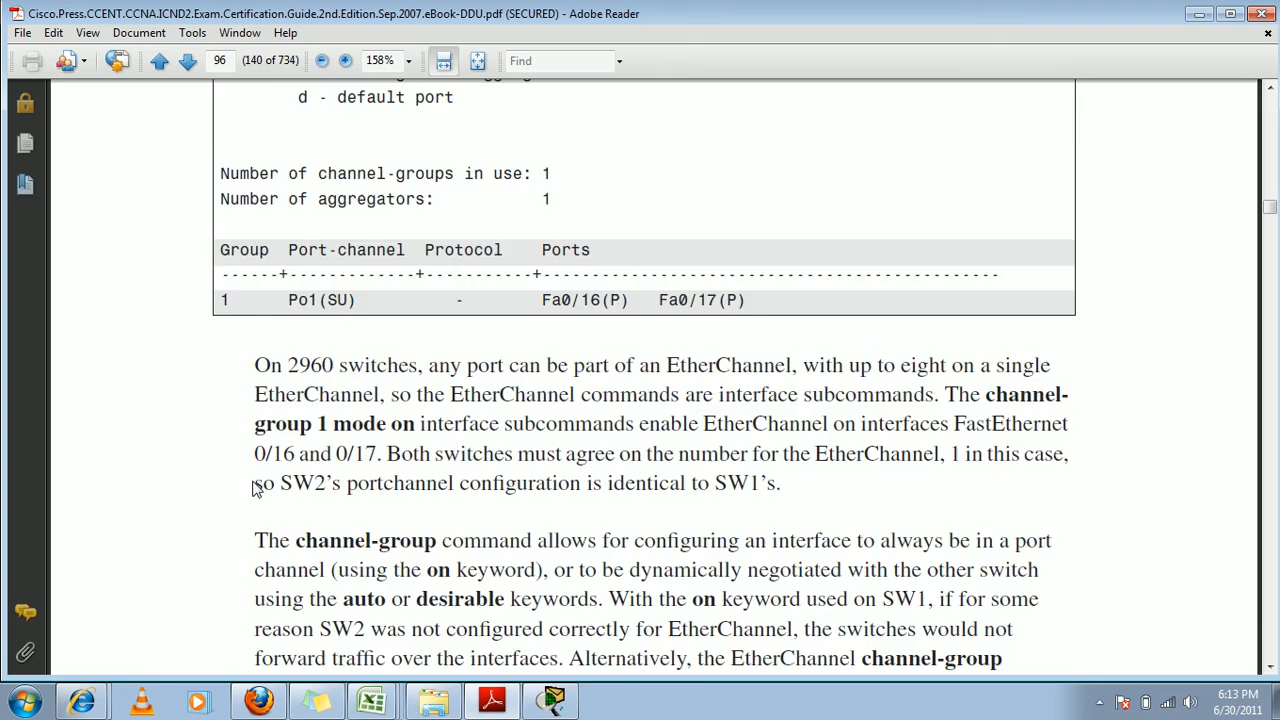 Cisco.Press.CCENT.CCNA.ICND2.Exam.Certification.Guide.2nd.Edition.Sep.2007.eBook-DDU.pdf (SECURED) - Adobe Reader
File Edit View Document Tools Window Help
96 (140 of 734) 158% Find
d - default port
Number of channel-groups in use: 1
Number of aggregators: 1
Group Port-channel Protocol Ports
------+-------------+-----------+-----------------------------------------------
1 Po1(SU) - Fa0/16(P) Fa0/17(P)
On 2960 switches, any port can be part of an EtherChannel, with up to eight on a single
EtherChannel, so the EtherChannel commands are interface subcommands. The channel-
group 1 mode on interface subcommands enable EtherChannel on interfaces FastEthernet
0/16 and 0/17. Both switches must agree on the number for the EtherChannel, 1 in this case,
so SW2’s portchannel configuration is identical to SW1’s.
The channel-group command allows for configuring an interface to always be in a port
channel (using the on keyword), or to be dynamically negotiated with the other switch
using the auto or desirable keywords. With the on keyword used on SW1, if for some
reason SW2 was not configured correctly for EtherChannel, the switches would not
forward traffic over the interfaces. Alternatively, the EtherChannel channel-group
6:13 PM
6/30/2011